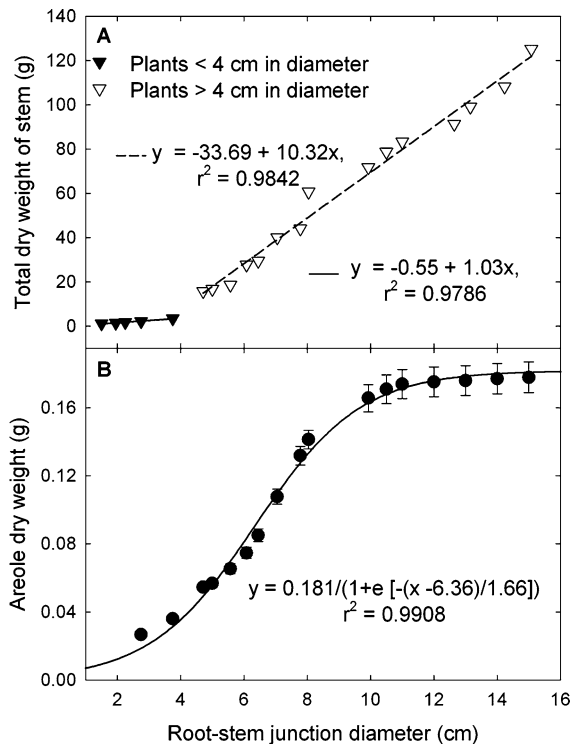 A
▼ Plants < 4 cm in diameter
▽ Plants > 4 cm in diameter
y = -33.69 + 10.32x,
r² = 0.9842
y = -0.55 + 1.03x,
r² = 0.9786
Total dry weight of stem (g)
140
120
100
80
60
40
20
0
B
y = 0.181/(1+e [-(x -6.36)/1.66])
r² = 0.9908
Areole dry weight (g)
0.16
0.12
0.08
0.04
0.00
2 4 6 8 10 12 14 16
Root-stem junction diameter (cm)